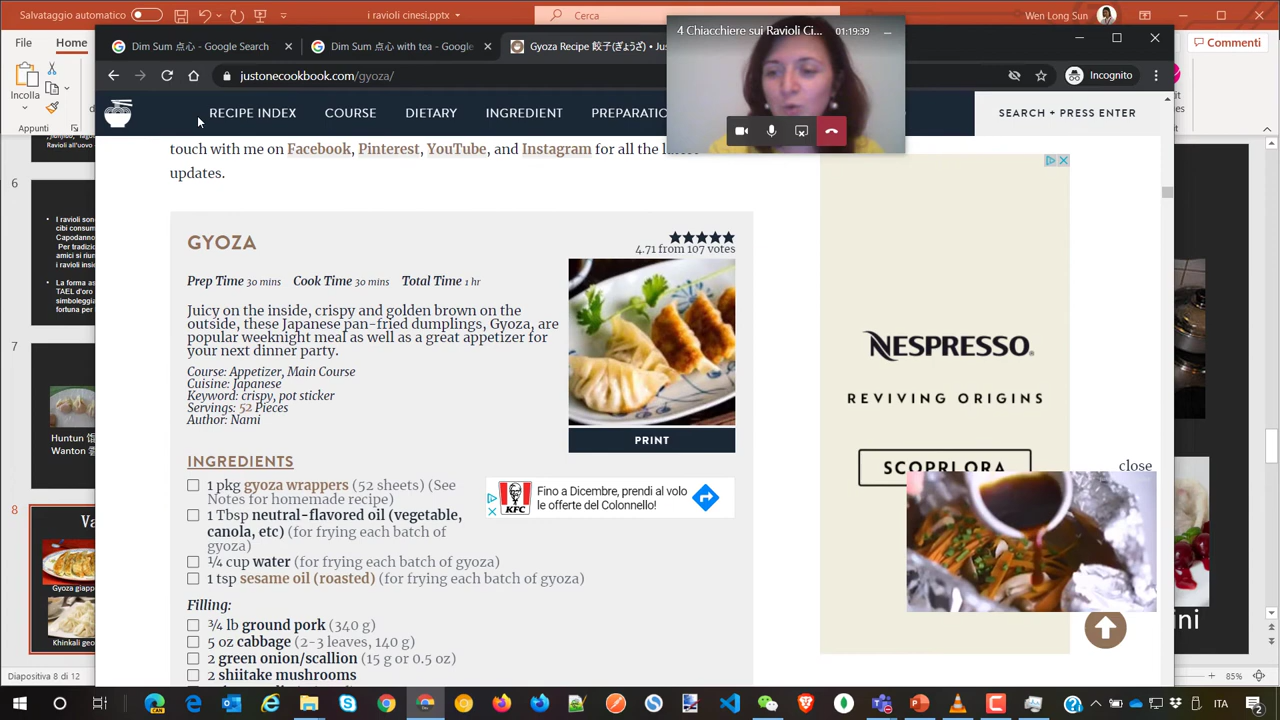 Salvataggio automatico
i ravioli cinesi.pptx
Cerca
Wen Long Sun
File
Home
Commenti
Dim Sum 点心 - Google Search
Dim Sum 点心 with tea - Google
Gyoza Recipe 餃子(ぎょうざ) • Ju
4 Chiacchiere sui Ravioli Ci...
01:19:39
justonecookbook.com/gyoza/
Incognito
Incolla
Appunti
RECIPE INDEX
COURSE
DIETARY
INGREDIENT
PREPARATIO
SEARCH + PRESS ENTER
touch with me on Facebook, Pinterest, YouTube, and Instagram for all the latest
updates.
Ravioli all'uovo
6
I ravioli son
cibi consum
Capodanno
Per tradizio
amici si riun
i ravioli insie
La forma as
TAEL d'oro
simboleggia
fortuna per
7
Huntun 馄
Wanton 雲
8
Va
Gyoza giapp
Khinkali geo
GYOZA
4.71 from 107 votes
Prep Time 30 mins Cook Time 30 mins Total Time 1 hr
Juicy on the inside, crispy and golden brown on the
outside, these Japanese pan-fried dumplings, Gyoza, are
popular weeknight meal as well as a great appetizer for
your next dinner party.
Course: Appetizer, Main Course
Cuisine: Japanese
Keyword: crispy, pot sticker
Servings: 52 Pieces
Author: Nami
PRINT
INGREDIENTS
1 pkg gyoza wrappers (52 sheets) (See
Notes for homemade recipe)
1 Tbsp neutral-flavored oil (vegetable,
canola, etc) (for frying each batch of
gyoza)
¼ cup water (for frying each batch of gyoza)
1 tsp sesame oil (roasted) (for frying each batch of gyoza)
Filling:
¾ lb ground pork (340 g)
5 oz cabbage (2-3 leaves, 140 g)
2 green onion/scallion (15 g or 0.5 oz)
2 shiitake mushrooms
KFC
Fino a Dicembre, prendi al volo
le offerte del Colonnello!
NESPRESSO
REVIVING ORIGINS
SCOPRI ORA
close
ni
Diapositiva 8 di 12
85%
ITA
2